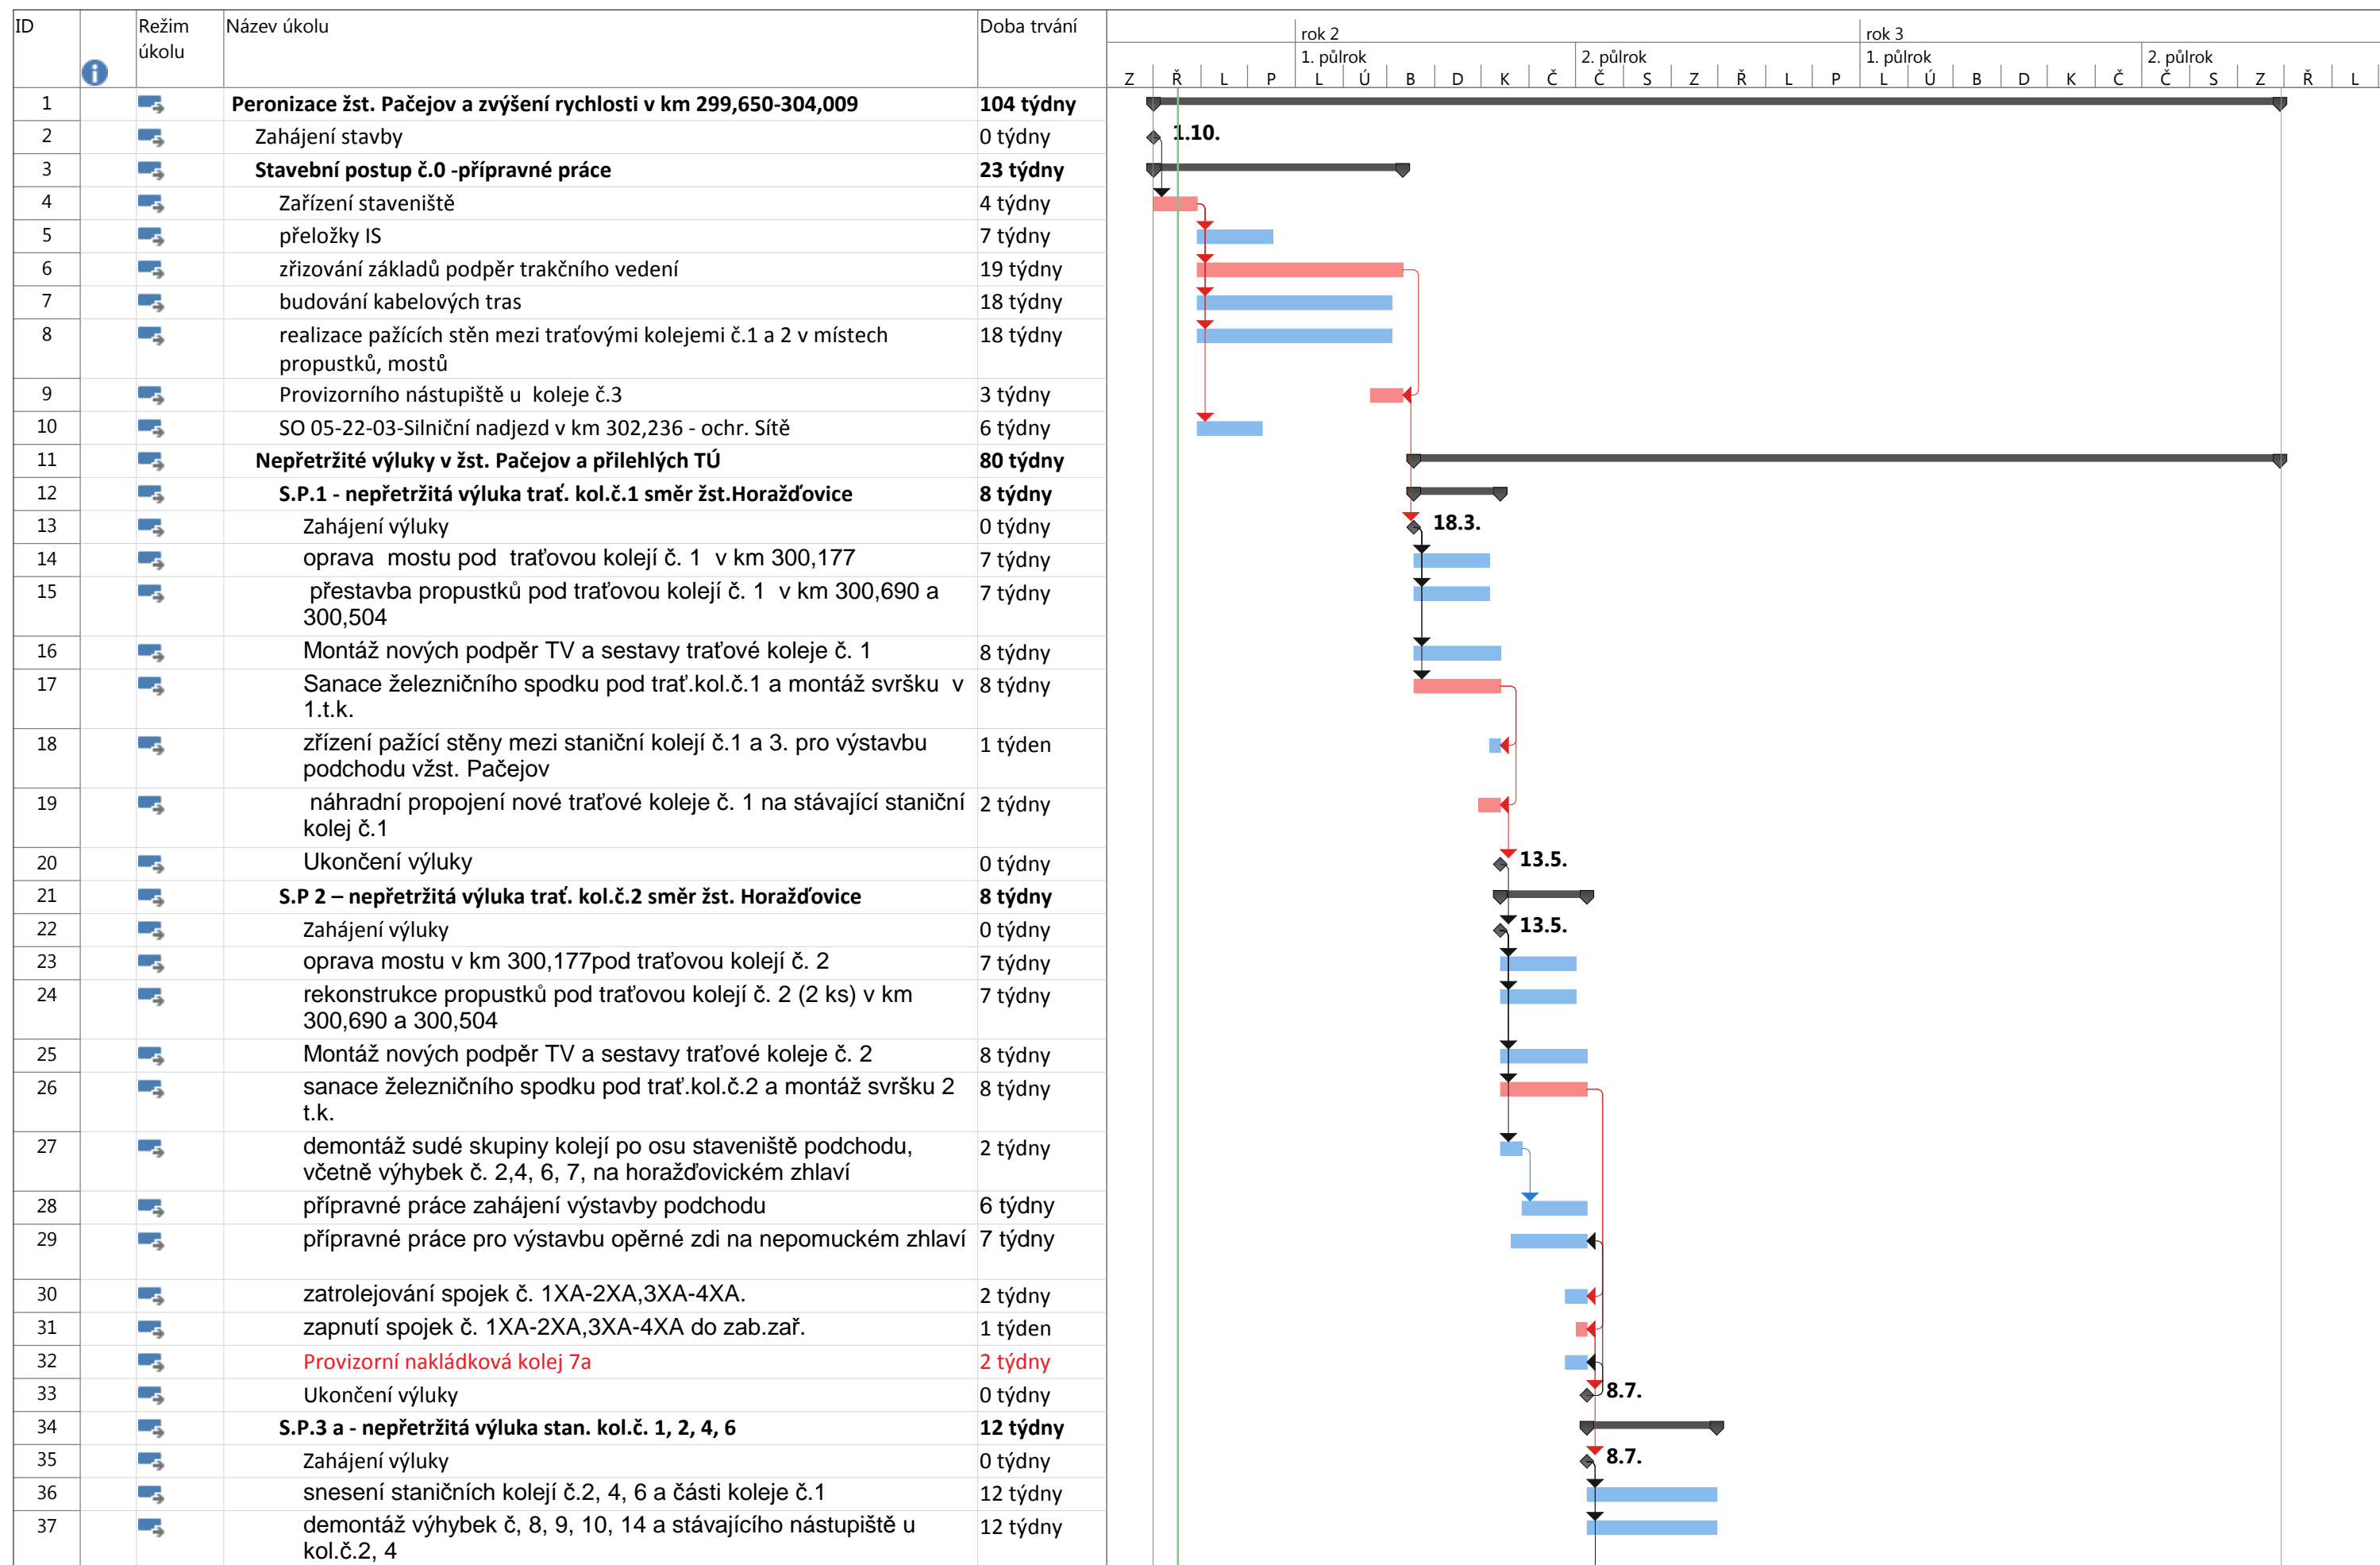 ID Režim Název úkolu Doba trvání
úkolu
rok 2 rok 3
1. půlrok 2. půlrok 1. půlrok 2. půlrok
Z Ř L P L Ú B D K Č Č S Z Ř L P L Ú B D K Č Č S Z Ř L
1 Peronizace žst. Pačejov a zvýšení rychlosti v km 299,650-304,009 104 týdny
2 Zahájení stavby 0 týdny 1.10.
3 Stavební postup č.0 -přípravné práce 23 týdny
4 Zařízení staveniště 4 týdny
5 přeložky IS 7 týdny
6 zřizování základů podpěr trakčního vedení 19 týdny
7 budování kabelových tras 18 týdny
8 realizace pažících stěn mezi traťovými kolejemi č.1 a 2 v místech 18 týdny
propustků, mostů
9 Provizorního nástupiště u koleje č.3 3 týdny
10 SO 05-22-03-Silniční nadjezd v km 302,236 - ochr. Sítě 6 týdny
11 Nepřetržité výluky v žst. Pačejov a přilehlých TÚ 80 týdny
12 S.P.1 - nepřetržitá výluka trať. kol.č.1 směr žst.Horažďovice 8 týdny
13 Zahájení výluky 0 týdny 18.3.
14 oprava mostu pod traťovou kolejí č. 1 v km 300,177 7 týdny
15 přestavba propustků pod traťovou kolejí č. 1 v km 300,690 a 7 týdny
300,504
16 Montáž nových podpěr TV a sestavy traťové koleje č. 1 8 týdny
17 Sanace železničního spodku pod trať.kol.č.1 a montáž svršku v 8 týdny
1.t.k.
18 zřízení pažící stěny mezi staniční kolejí č.1 a 3. pro výstavbu 1 týden
podchodu vžst. Pačejov
19 náhradní propojení nové traťové koleje č. 1 na stávající staniční 2 týdny
kolej č.1
20 Ukončení výluky 0 týdny 13.5.
21 S.P 2 – nepřetržitá výluka trať. kol.č.2 směr žst. Horažďovice 8 týdny
22 Zahájení výluky 0 týdny 13.5.
23 oprava mostu v km 300,177pod traťovou kolejí č. 2 7 týdny
24 rekonstrukce propustků pod traťovou kolejí č. 2 (2 ks) v km 7 týdny
300,690 a 300,504
25 Montáž nových podpěr TV a sestavy traťové koleje č. 2 8 týdny
26 sanace železničního spodku pod trať.kol.č.2 a montáž svršku 2 8 týdny
t.k.
27 demontáž sudé skupiny kolejí po osu staveniště podchodu, 2 týdny
včetně výhybek č. 2,4, 6, 7, na horažďovickém zhlaví
28 přípravné práce zahájení výstavby podchodu 6 týdny
29 přípravné práce pro výstavbu opěrné zdi na nepomuckém zhlaví 7 týdny
30 zatrolejování spojek č. 1XA-2XA,3XA-4XA. 2 týdny
31 zapnutí spojek č. 1XA-2XA,3XA-4XA do zab.zař. 1 týden
32 Provizorní nakládková kolej 7a 2 týdny
33 Ukončení výluky 0 týdny 8.7.
34 S.P.3 a - nepřetržitá výluka stan. kol.č. 1, 2, 4, 6 12 týdny
35 Zahájení výluky 0 týdny 8.7.
36 snesení staničních kolejí č.2, 4, 6 a části koleje č.1 12 týdny
37 demontáž výhybek č, 8, 9, 10, 14 a stávajícího nástupiště u 12 týdny
kol.č.2, 4